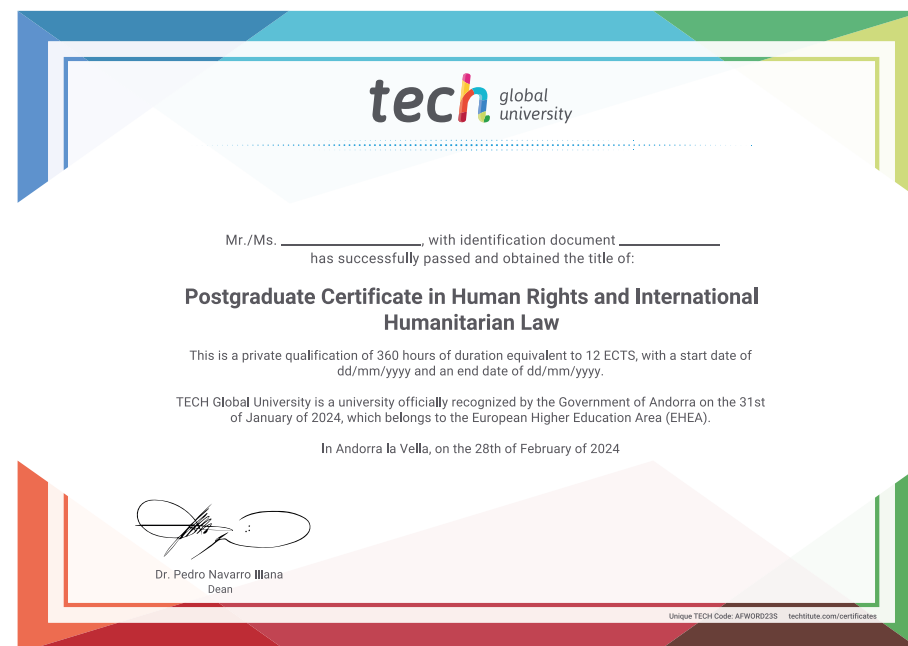 tech global
university
Mr./Ms. ____________________, with identification document ______________
has successfully passed and obtained the title of:
Postgraduate Certificate in Human Rights and International
Humanitarian Law
This is a private qualification of 360 hours of duration equivalent to 12 ECTS, with a start date of
dd/mm/yyyy and an end date of dd/mm/yyyy.
TECH Global University is a university officially recognized by the Government of Andorra on the 31st
of January of 2024, which belongs to the European Higher Education Area (EHEA).
In Andorra la Vella, on the 28th of February of 2024
Dr. Pedro Navarro Illana
Dean
Unique TECH Code: AFWORD23S techtitute.com/certificates